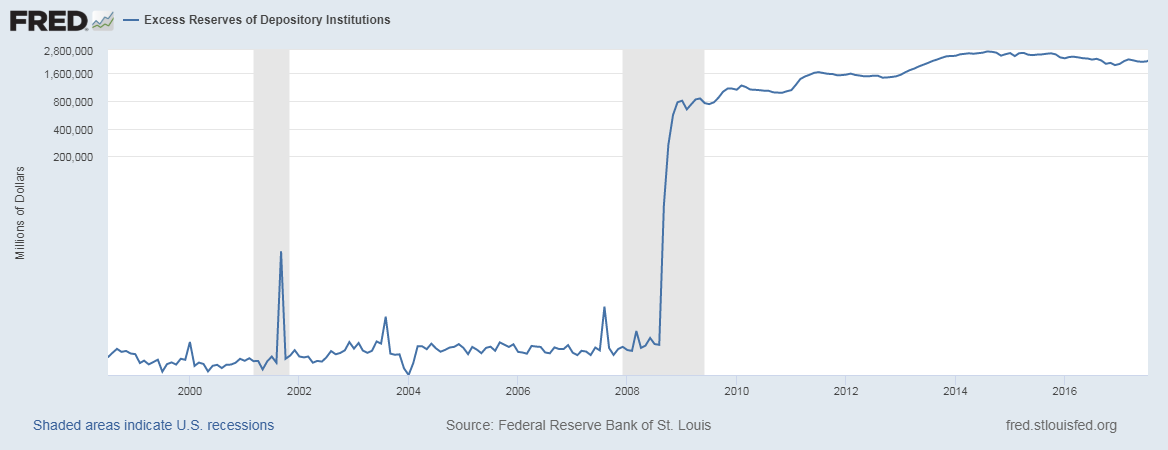 FRED Excess Reserves of Depository Institutions
2,800,000
1,600,000
800,000
400,000
200,000
Millions of Dollars
2000 2002 2004 2006 2008 2010 2012 2014 2016
Shaded areas indicate U.S. recessions Source: Federal Reserve Bank of St. Louis fred.stlouisfed.org